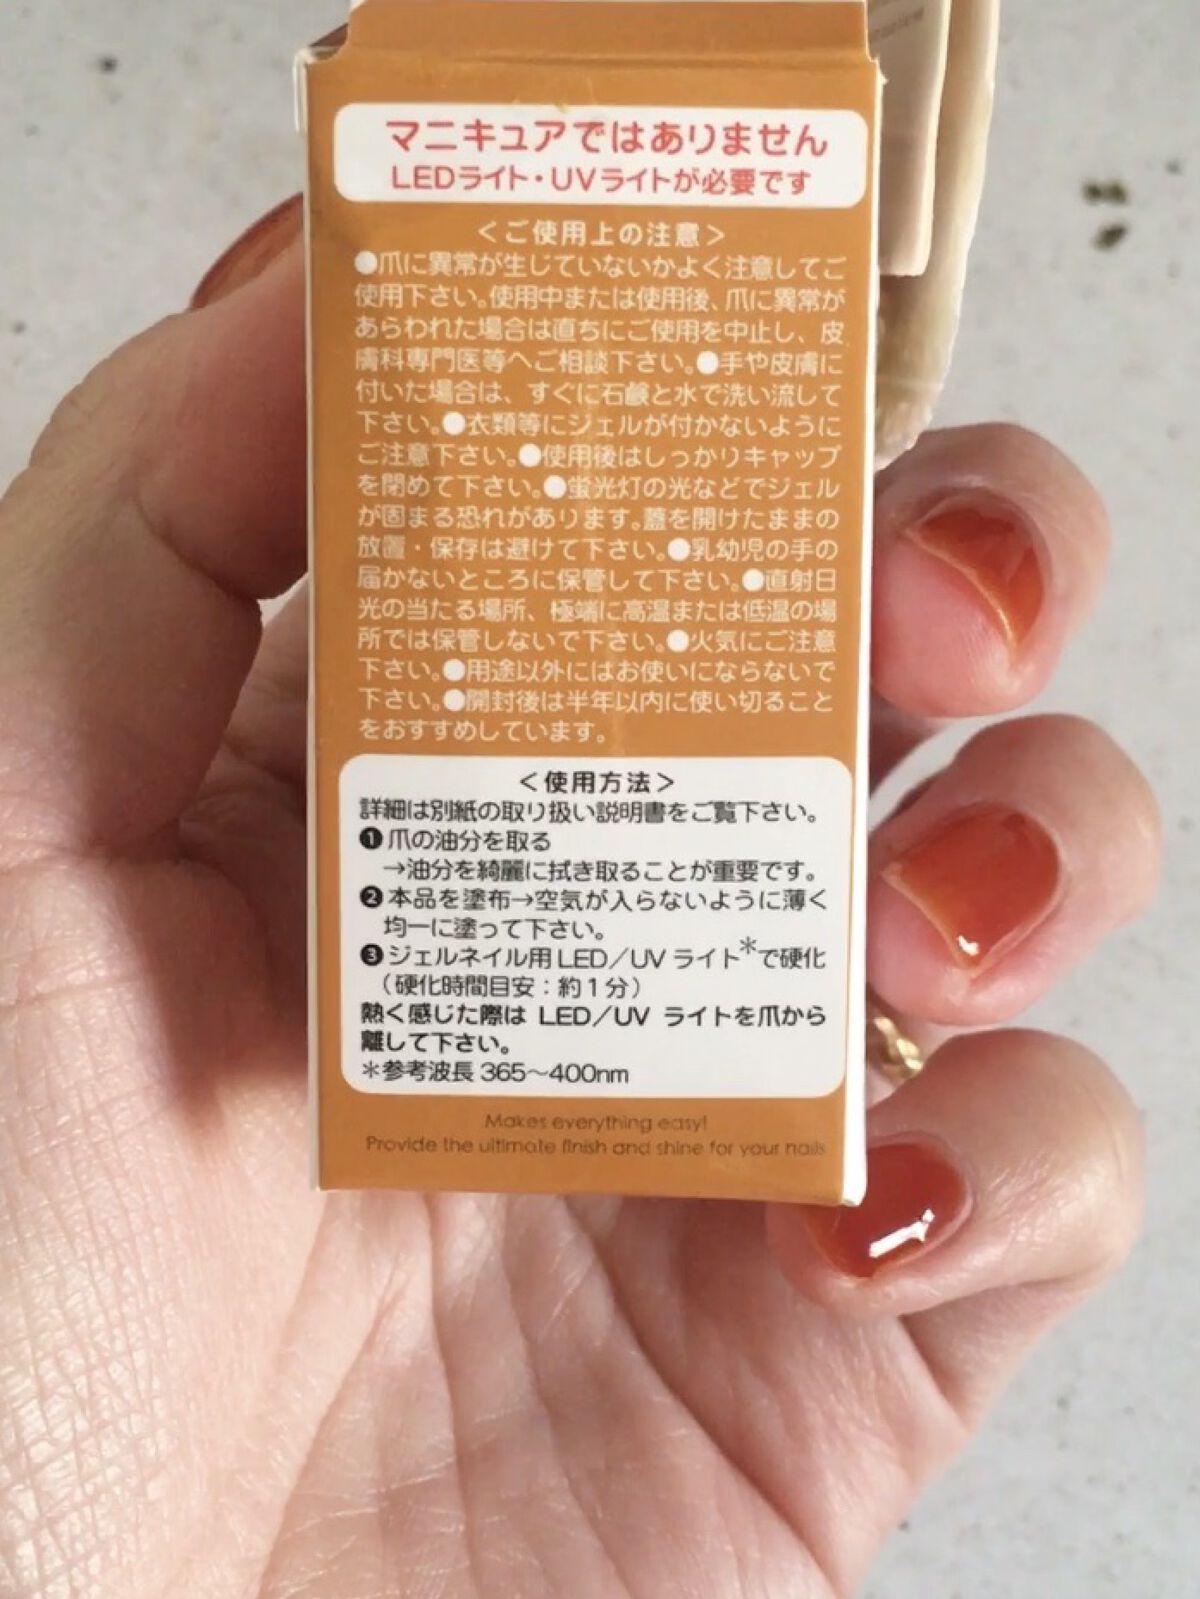 マニキュアではありません
LEDライト・UVライトが必要です
＜ご使用上の注意＞
●爪に異常が生じていないかよく注意してご
使用下さい。使用中または使用後、爪に異常が
あらわれた場合は直ちにご使用を中止し、皮
膚科専門医等へご相談下さい。●手や皮膚に
付いた場合は、すぐに石鹸と水で洗い流して
下さい。●衣類等にジェルが付かないように
ご注意下さい。●使用後はしっかりキャップ
を閉めて下さい。●蛍光灯の光などでジェル
が固まる恐れがあります。蓋を開けたままの
放置・保存は避けて下さい。●乳幼児の手の
届かないところに保管して下さい。●直射日
光の当たる場所、極端に高温または低温の場
所では保管しないで下さい。●火気にご注意
下さい。●用途以外にはお使いにならないで
下さい。●開封後は半年以内に使い切ること
をおすすめしています。
＜使用方法＞
詳細は別紙の取り扱い説明書をご覧下さい。
❶爪の油分を取る
→油分を綺麗に拭き取ることが重要です。
❷本品を塗布→空気が入らないように薄く
均一に塗って下さい。
❸ジェルネイル用LED／UVライト＊で硬化
（硬化時間目安：約1分）
熱く感じた際は LED／UV ライトを爪から
離して下さい。
＊参考波長 365～400nm
Makes everything easy!
Provide the ultimate finish and shine for your nails